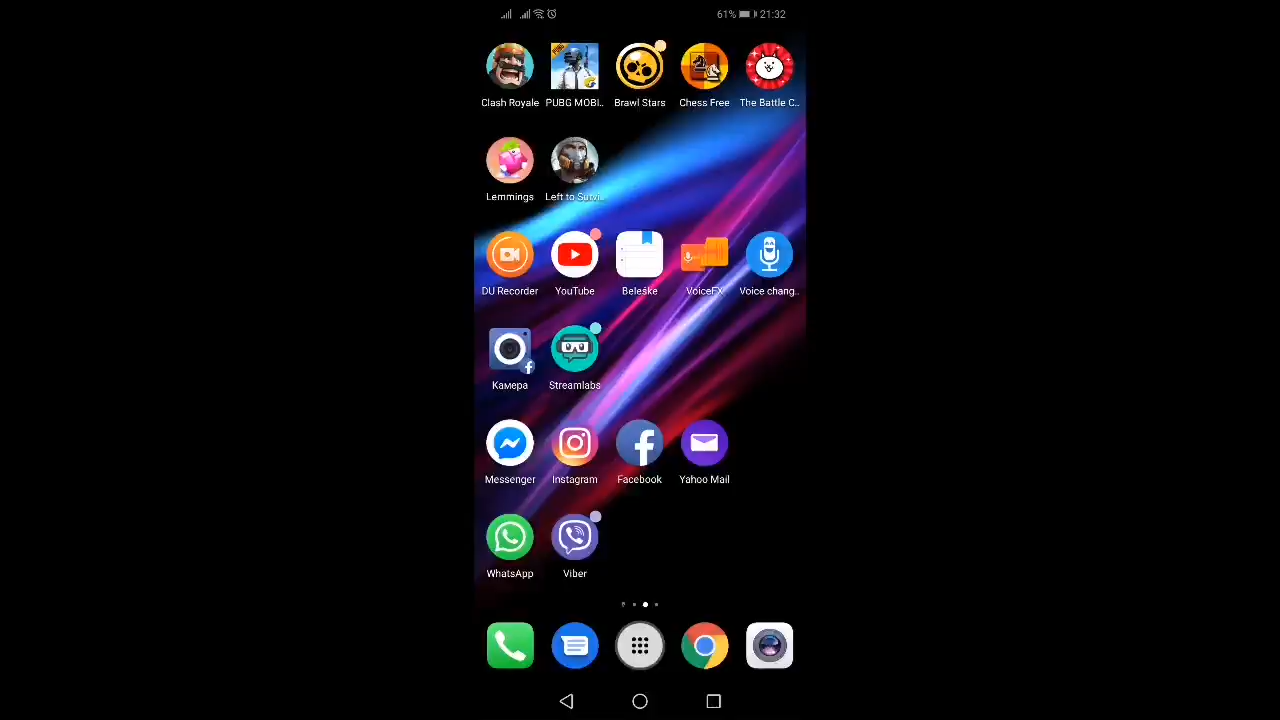 61% 21:32
Clash Royale PUBG MOBI.. Brawl Stars Chess Free The Battle C..
Lemmings Left to Survi..
DU Recorder YouTube Beleške VoiceFX Voice chang..
Камера Streamlabs
Messenger Instagram Facebook Yahoo Mail
WhatsApp Viber